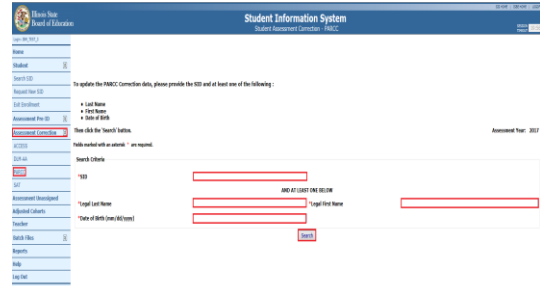 Illinois State
Board of Education
Student Information System
Student Assessment Correction - PARCC
Home
Student
Search SID
Request New SID
Exit Enrollment
Assessment Pre-ID
Assessment Correction
ACCESS
DLM-AA
PARCC
SAT
Assessment Unassigned
Adjusted Cohorts
Teacher
Batch Files
Reports
Help
Log Out
To update the PARCC Correction data, please provide the SID and at least one of the following :
• Last Name
• First Name
• Date of Birth
Then click the 'Search' button.
Assessment Year: 2017
Fields marked with an asterisk * are required.
Search Criteria
*SID
AND AT LEAST ONE BELOW
*Legal Last Name
*Legal First Name
*Date of Birth (mm/dd/yyyy)
Search